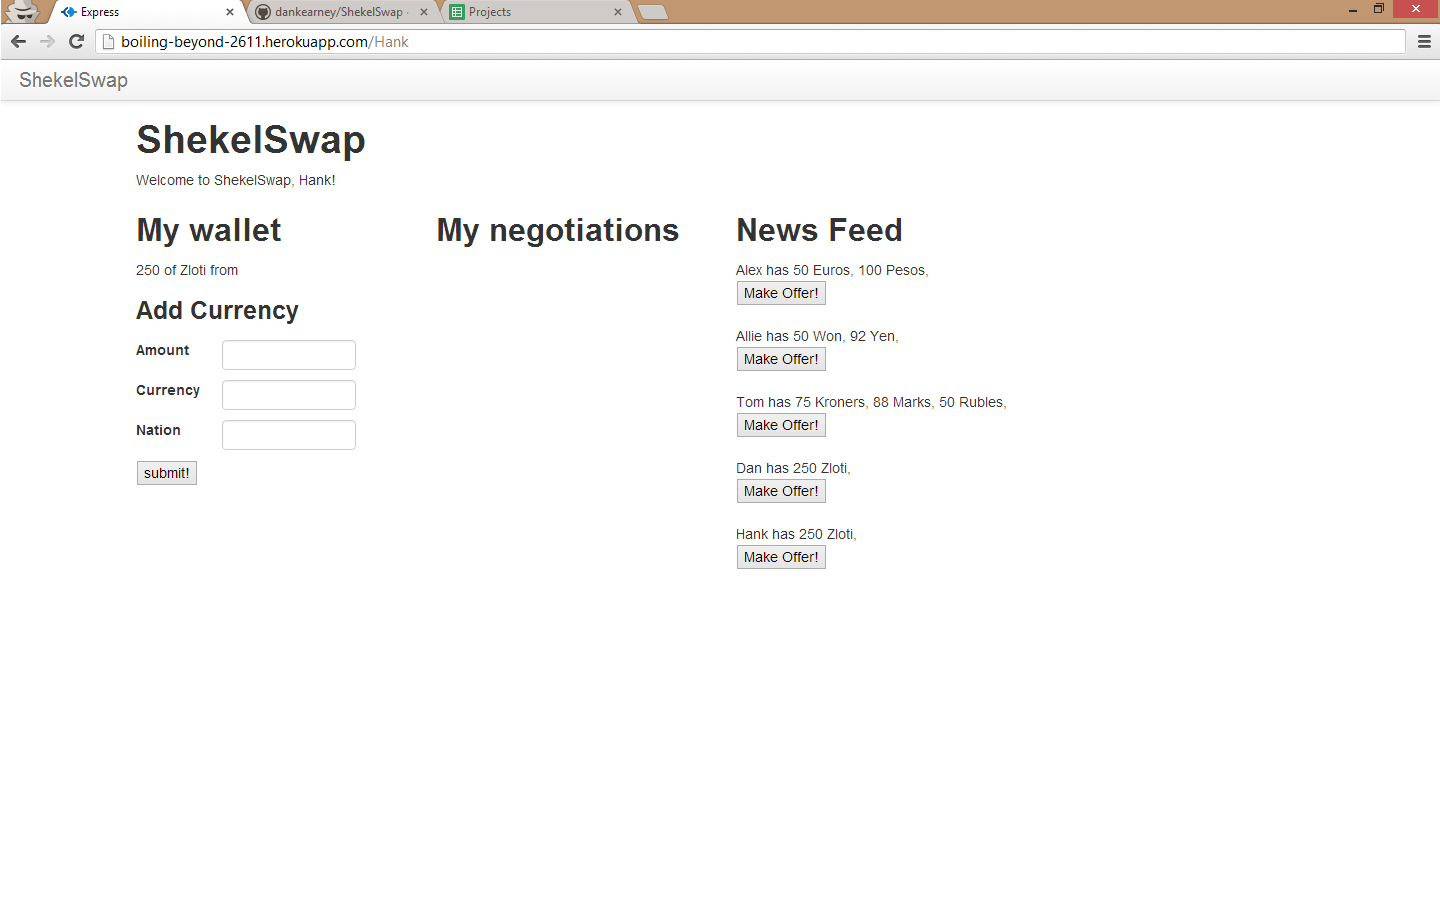 Express
dankearney/ShekelSwap
Projects
boiling-beyond-2611.herokuapp.com/Hank
ShekelSwap
ShekelSwap
Welcome to ShekelSwap, Hank!
My wallet
250 of Zloti from
Add Currency
Amount
Currency
Nation
submit!
My negotiations
News Feed
Alex has 50 Euros, 100 Pesos,
Make Offer!
Allie has 50 Won, 92 Yen,
Make Offer!
Tom has 75 Kroners, 88 Marks, 50 Rubles,
Make Offer!
Dan has 250 Zloti,
Make Offer!
Hank has 250 Zloti,
Make Offer!